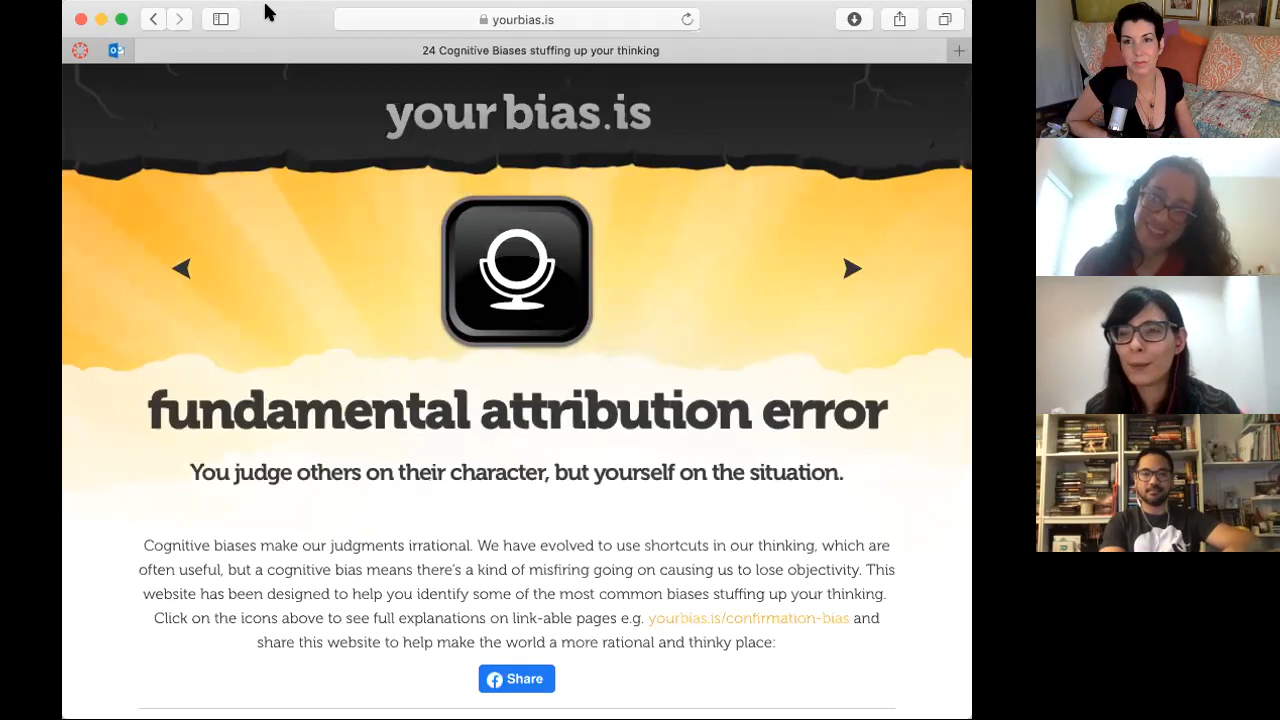 yourbias.is
24 Cognitive Biases stuffing up your thinking
your bias.is
fundamental attribution error
You judge others on their character, but yourself on the situation.
Cognitive biases make our judgments irrational. We have evolved to use shortcuts in our thinking, which are
often useful, but a cognitive bias means there's a kind of misfiring going on causing us to lose objectivity. This
website has been designed to help you identify some of the most common biases stuffing up your thinking.
Click on the icons above to see full explanations on link-able pages e.g. yourbias.is/confirmation-bias and
share this website to help make the world a more rational and thinky place:
Share